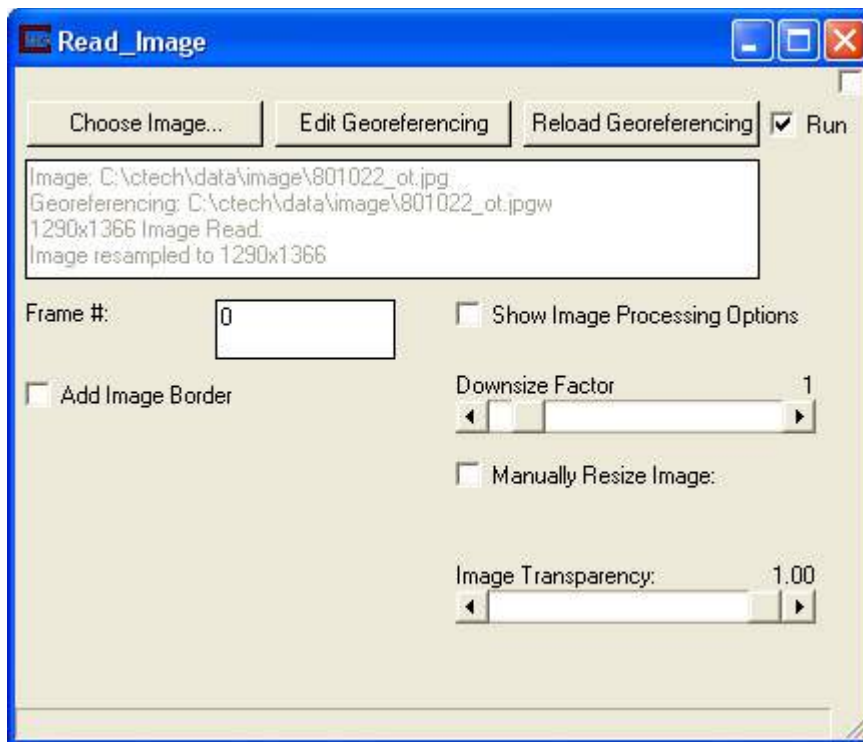 Read_Image
Choose Image...
Edit Georeferencing
Reload Georeferencing
Run
Image: C:\ctech\data\image\801022_ot.jpg
Georeferencing: C:\ctech\data\image\801022_ot.jpgw
1290x1366 Image Read.
Image resampled to 1290x1366
Frame #:
0
Show Image Processing Options
Add Image Border
Downsize Factor 1
Manually Resize Image:
Image Transparency: 1.00